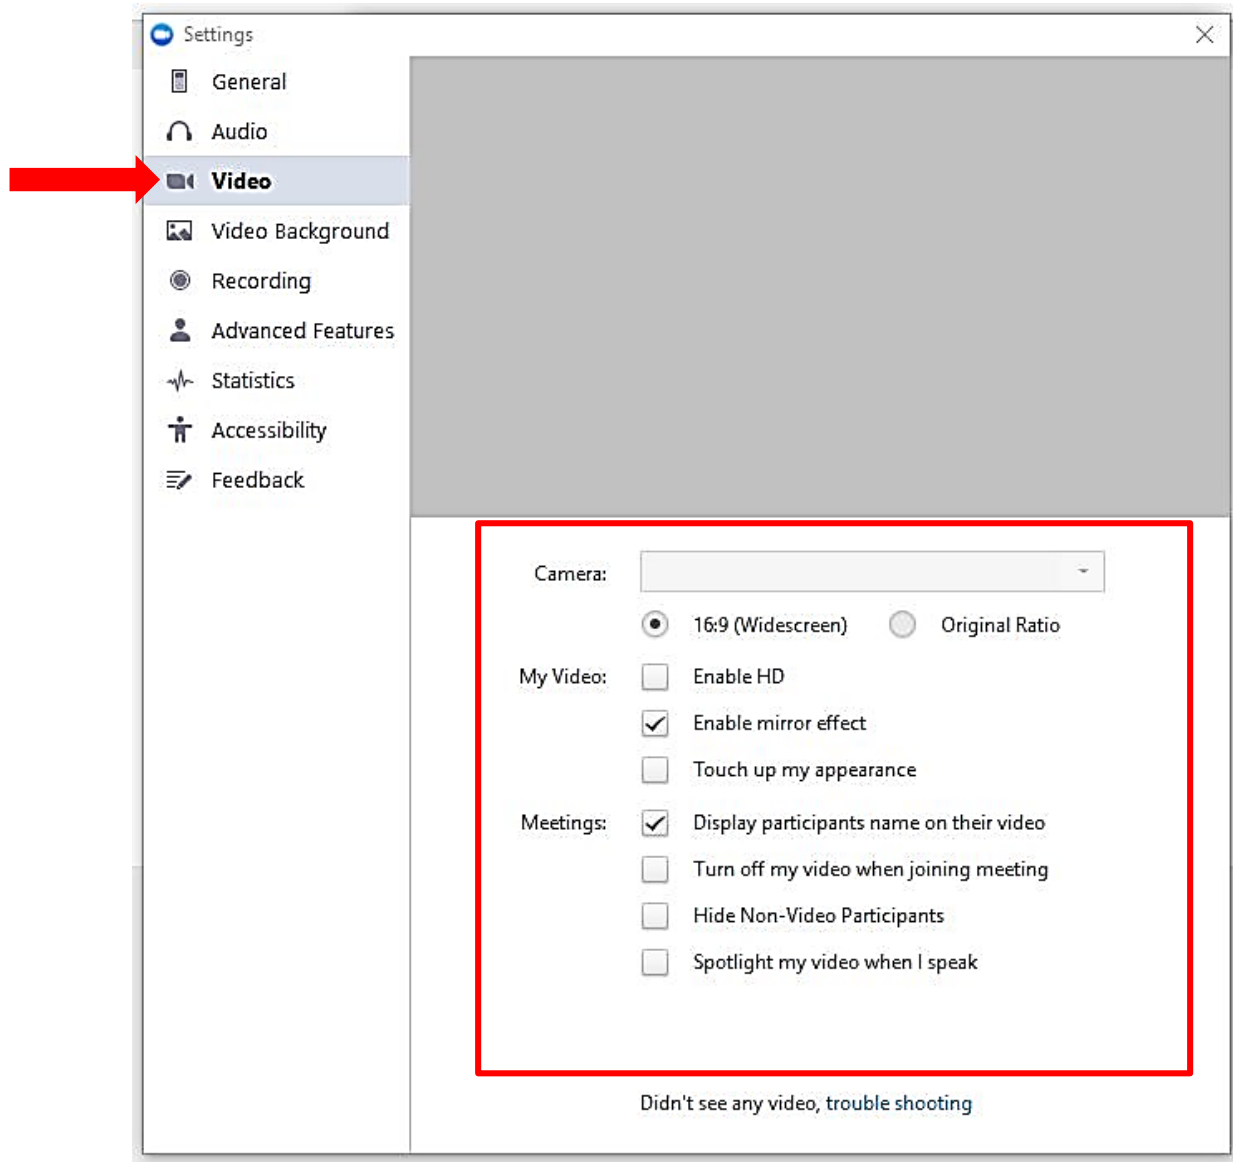 Settings
General
Audio
Video
Video Background
Recording
Advanced Features
Statistics
Accessibility
Feedback
Camera:
16:9 (Widescreen) Original Ratio
My Video: Enable HD
Enable mirror effect
Touch up my appearance
Meetings: Display participants name on their video
Turn off my video when joining meeting
Hide Non-Video Participants
Spotlight my video when I speak
Didn't see any video, trouble shooting